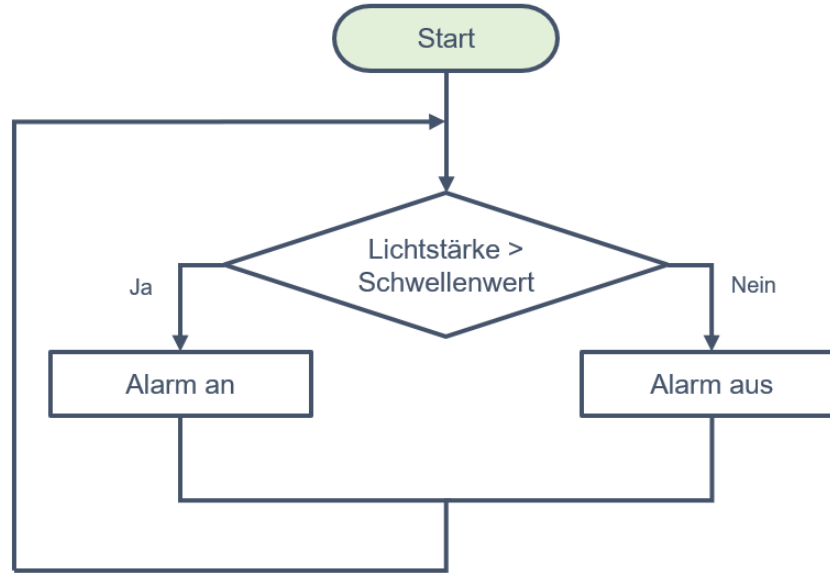 Start
Lichtstärke >
Schwellenwert
Ja
Nein
Alarm an
Alarm aus